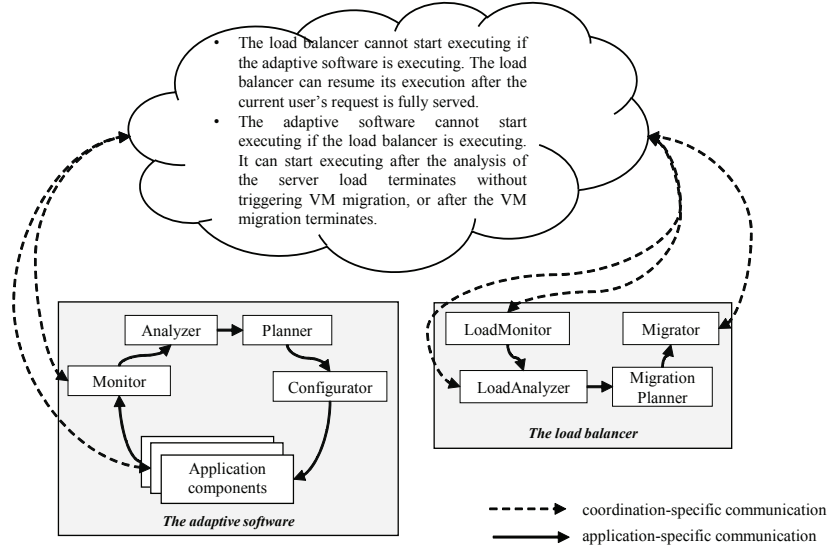 • The load balancer cannot start executing if
the adaptive software is executing. The load
balancer can resume its execution after the
current user's request is fully served.
• The adaptive software cannot start
executing if the load balancer is executing.
It can start executing after the analysis of
the server load terminates without
triggering VM migration, or after the VM
migration terminates.
Analyzer
Planner
Monitor
Configurator
Application
components
The adaptive software
LoadMonitor
Migrator
LoadAnalyzer
Migration
Planner
The load balancer
coordination-specific communication
application-specific communication